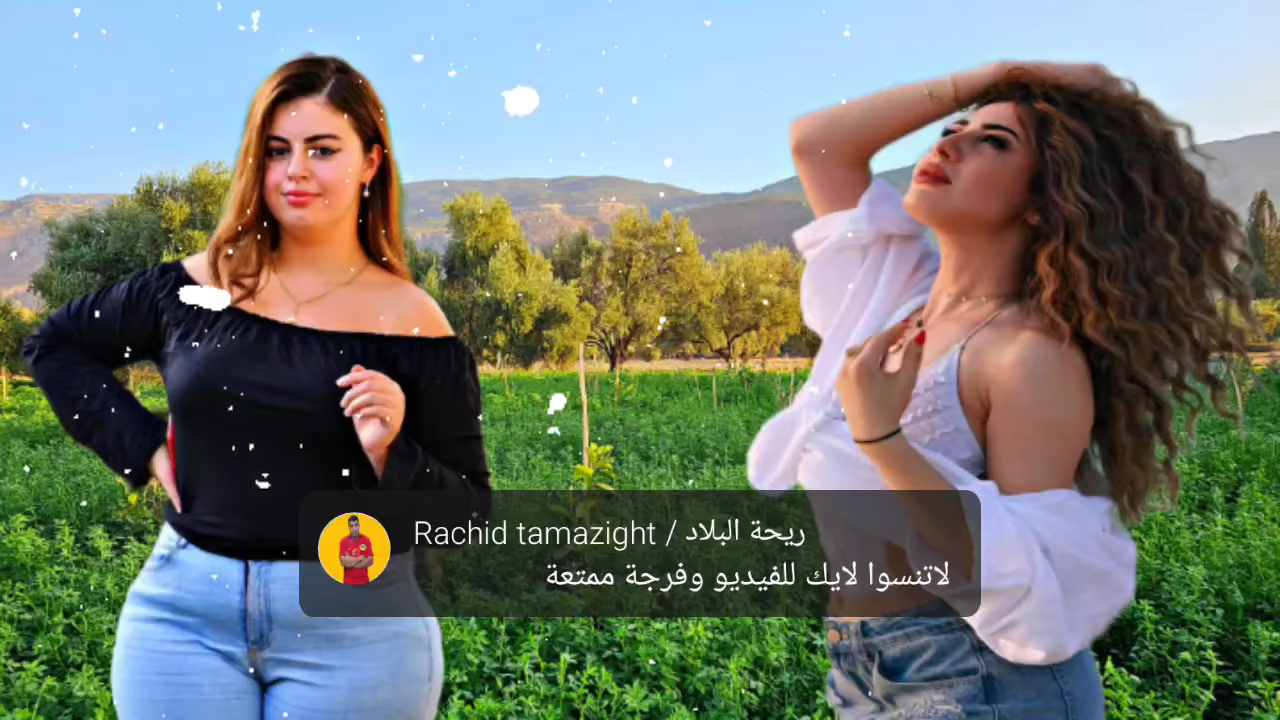 Rachid tamazight / ريحة البلاد
لاتنسوا لايك للفيديو وفرجة ممتعة